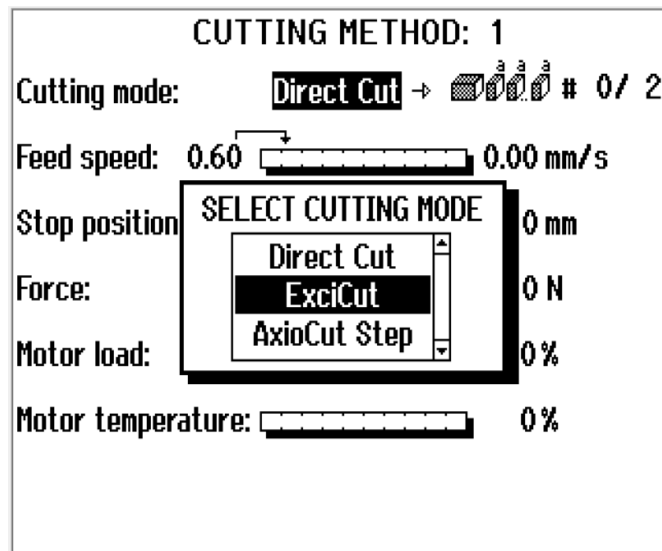 CUTTING METHOD: 1
a a a
Cutting mode: Direct Cut # 0/ 2
Feed speed: 0.60 0.00 mm/s
Stop position 0 mm
Force: 0 N
Motor load: 0 %
Motor temperature: 0 %
SELECT CUTTING MODE
Direct Cut
ExciCut
AxioCut Step